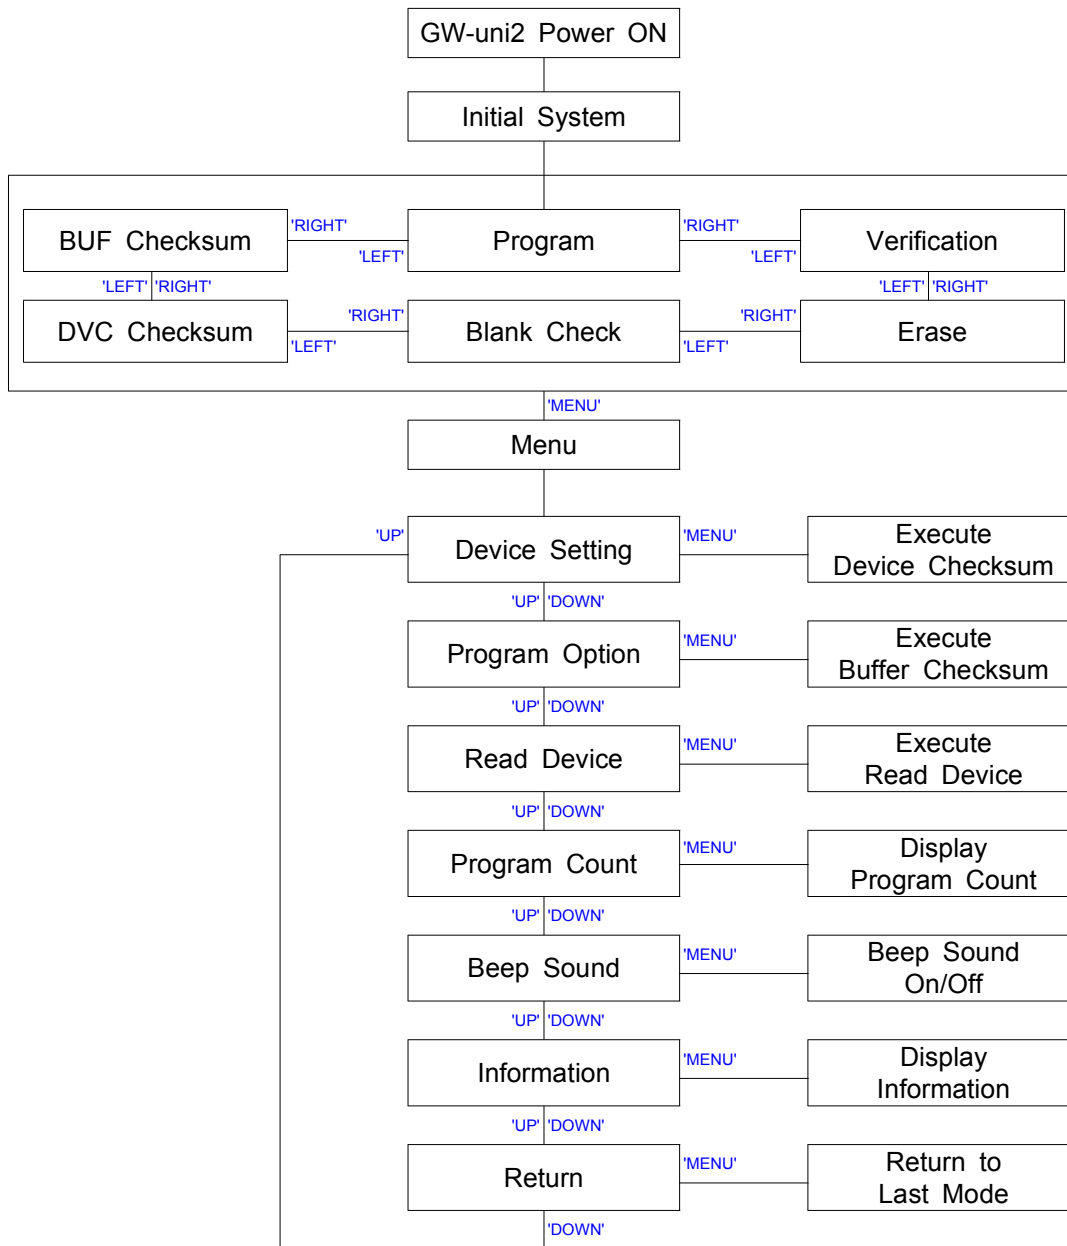 GW-uni2 Power ON
Initial System
BUF Checksum
'RIGHT'
'LEFT'
Program
'RIGHT'
'LEFT'
Verification
'LEFT' 'RIGHT'
'LEFT' 'RIGHT'
DVC Checksum
'RIGHT'
'LEFT'
Blank Check
'RIGHT'
'LEFT'
Erase
'MENU'
Menu
'UP'
Device Setting
'MENU'
Execute
Device Checksum
'UP' 'DOWN'
Program Option
'MENU'
Execute
Buffer Checksum
'UP' 'DOWN'
Read Device
'MENU'
Execute
Read Device
'UP' 'DOWN'
Program Count
'MENU'
Display
Program Count
'UP' 'DOWN'
Beep Sound
'MENU'
Beep Sound
On/Off
'UP' 'DOWN'
Information
'MENU'
Display
Information
'UP' 'DOWN'
Return
'MENU'
Return to
Last Mode
'DOWN'